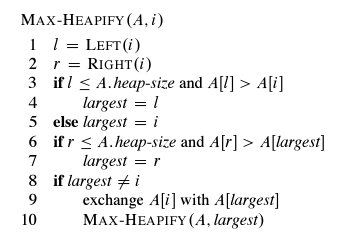 MAX-HEAPIFY(A, i)
1 l = LEFT(i)
2 r = RIGHT(i)
3 if l ≤ A.heap-size and A[l] > A[i]
4 largest = l
5 else largest = i
6 if r ≤ A.heap-size and A[r] > A[largest]
7 largest = r
8 if largest ≠ i
9 exchange A[i] with A[largest]
10 MAX-HEAPIFY(A, largest)